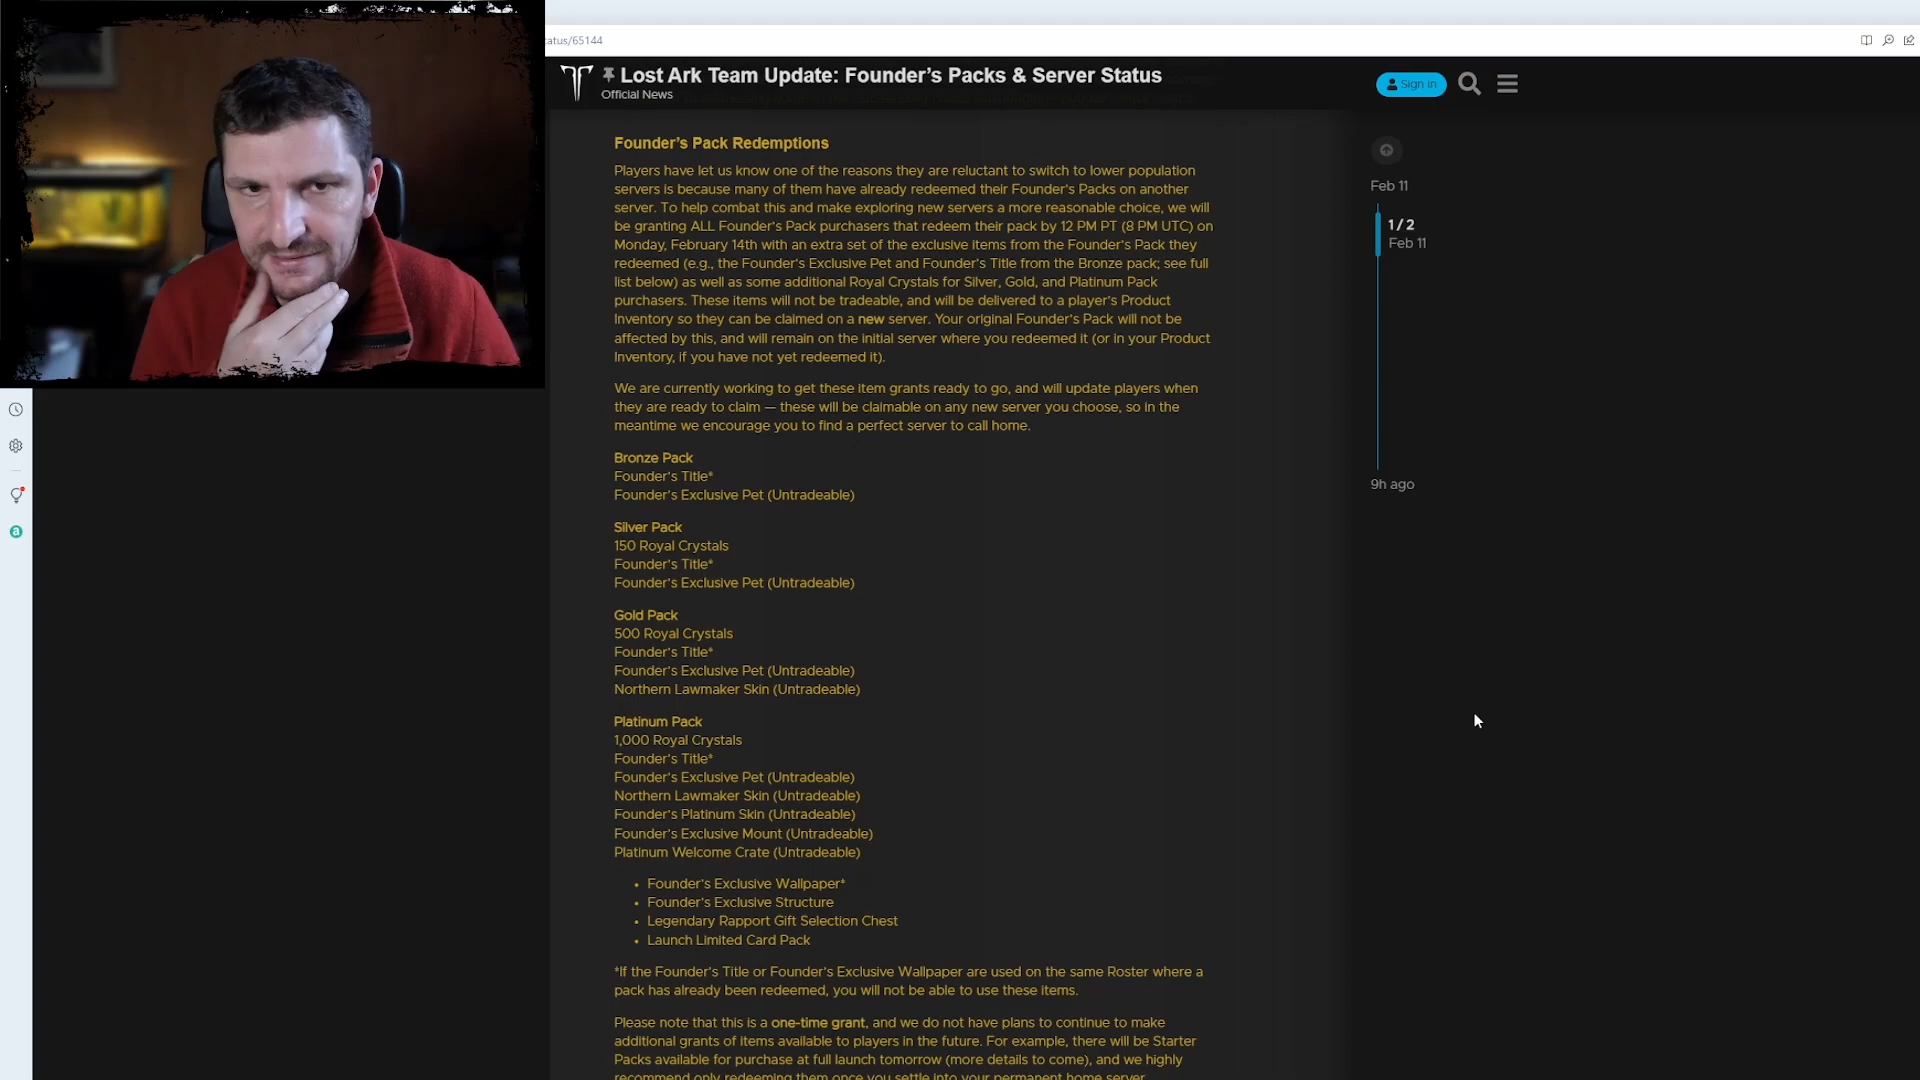 atus/65144
Lost Ark Team Update: Founder's Packs & Server Status
Official News
Sign in
Founder's Pack Redemptions
Players have let us know one of the reasons they are reluctant to switch to lower population
servers is because many of them have already redeemed their Founder's Packs on another
server. To help combat this and make exploring new servers a more reasonable choice, we will
be granting ALL Founder's Pack purchasers that redeem their pack by 12 PM PT (8 PM UTC) on
Monday, February 14th with an extra set of the exclusive items from the Founder's Pack they
redeemed (e.g., the Founder's Exclusive Pet and Founder's Title from the Bronze pack; see full
list below) as well as some additional Royal Crystals for Silver, Gold, and Platinum Pack
purchasers. These items will not be tradeable, and will be delivered to a player's Product
Inventory so they can be claimed on a new server. Your original Founder's Pack will not be
affected by this, and will remain on the initial server where you redeemed it (or in your Product
Inventory, if you have not yet redeemed it).
We are currently working to get these item grants ready to go, and will update players when
they are ready to claim — these will be claimable on any new server you choose, so in the
meantime we encourage you to find a perfect server to call home.
Bronze Pack
Founder's Title*
Founder's Exclusive Pet (Untradeable)
Silver Pack
150 Royal Crystals
Founder's Title*
Founder's Exclusive Pet (Untradeable)
Gold Pack
500 Royal Crystals
Founder's Title*
Founder's Exclusive Pet (Untradeable)
Northern Lawmaker Skin (Untradeable)
Platinum Pack
1,000 Royal Crystals
Founder's Title*
Founder's Exclusive Pet (Untradeable)
Northern Lawmaker Skin (Untradeable)
Founder's Platinum Skin (Untradeable)
Founder's Exclusive Mount (Untradeable)
Platinum Welcome Crate (Untradeable)
• Founder's Exclusive Wallpaper*
• Founder's Exclusive Structure
• Legendary Rapport Gift Selection Chest
• Launch Limited Card Pack
*If the Founder's Title or Founder's Exclusive Wallpaper are used on the same Roster where a
pack has already been redeemed, you will not be able to use these items.
Please note that this is a one-time grant, and we do not have plans to continue to make
additional grants of items available to players in the future. For example, there will be Starter
Packs available for purchase at full launch tomorrow (more details to come), and we highly
recommend only redeeming them once you settle into your permanent home server.
Feb 11
1/2
Feb 11
9h ago
a